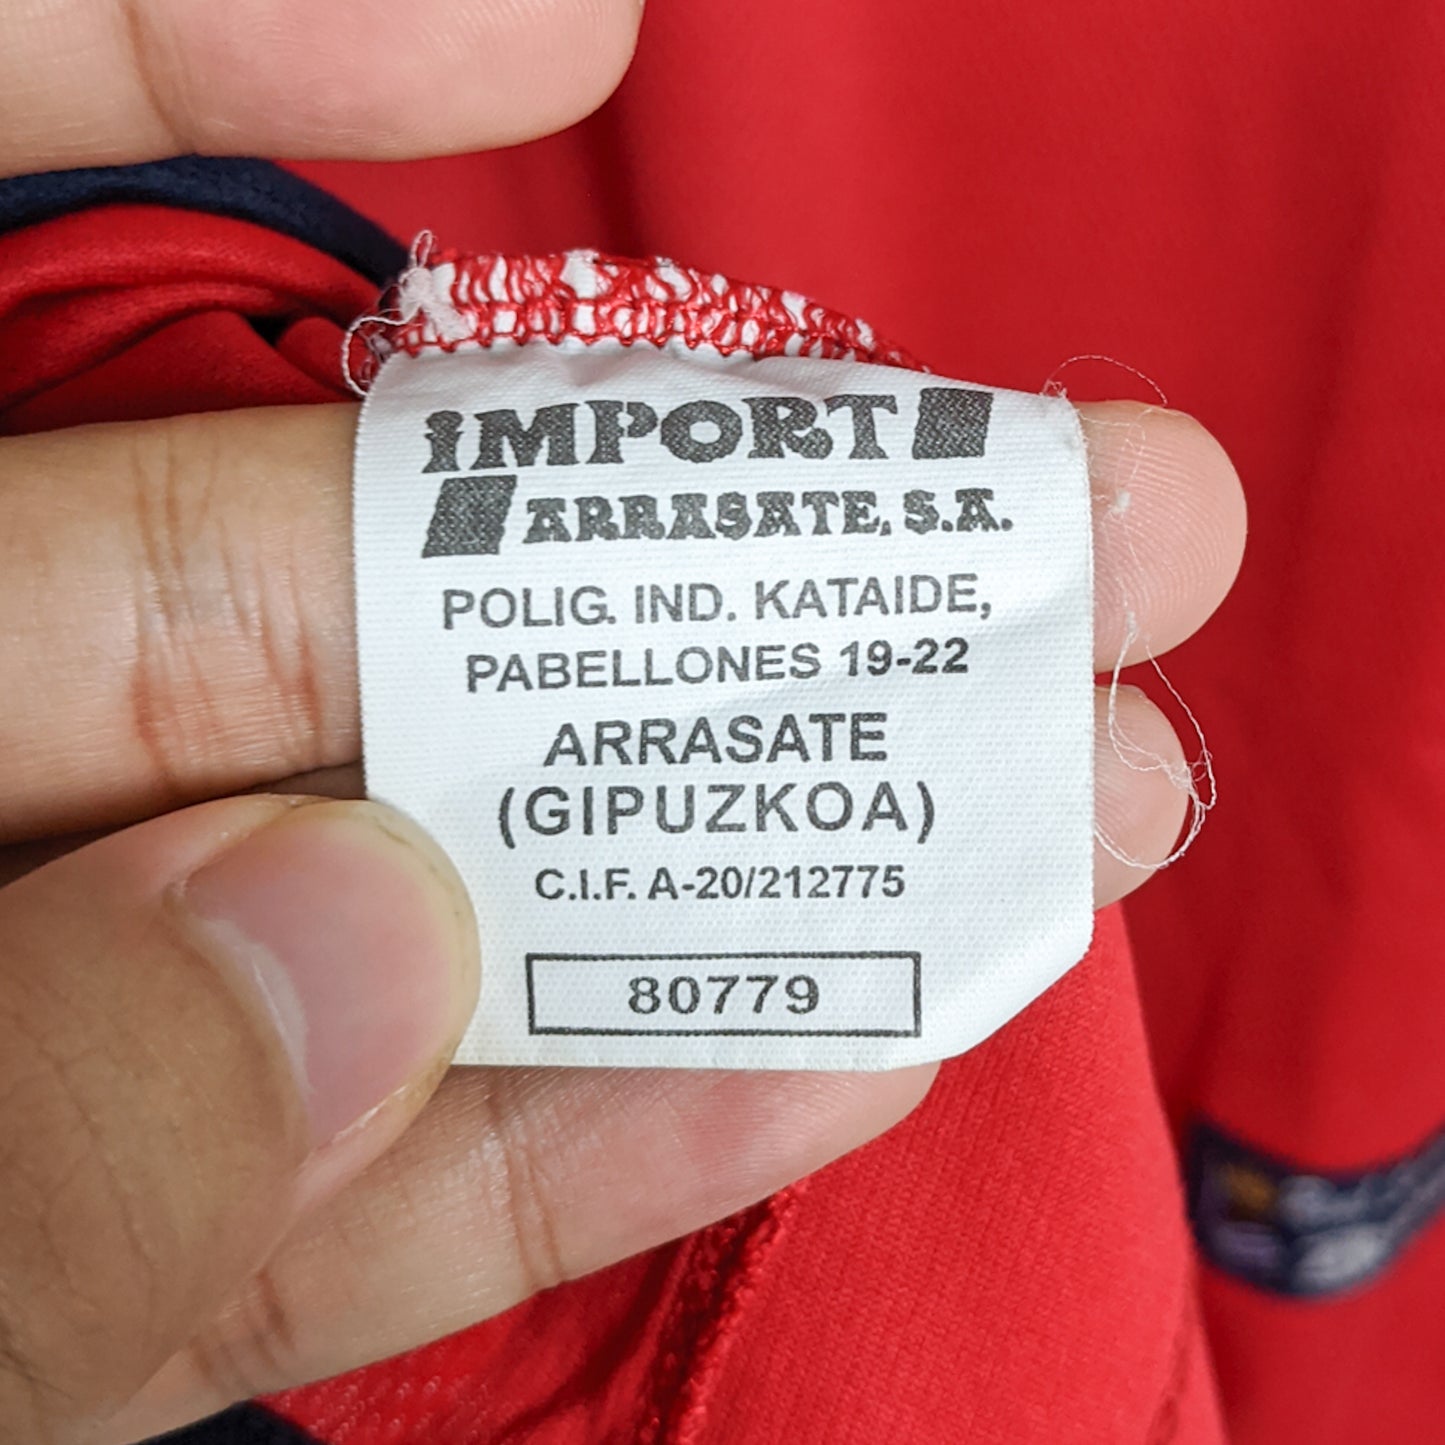 iMPORT
ARRASATE, S.A.
POLIG. IND. KATAIDE,
PABELLONES 19-22
ARRASATE
(GIPUZKOA)
C.I.F. A-20/212775
80779